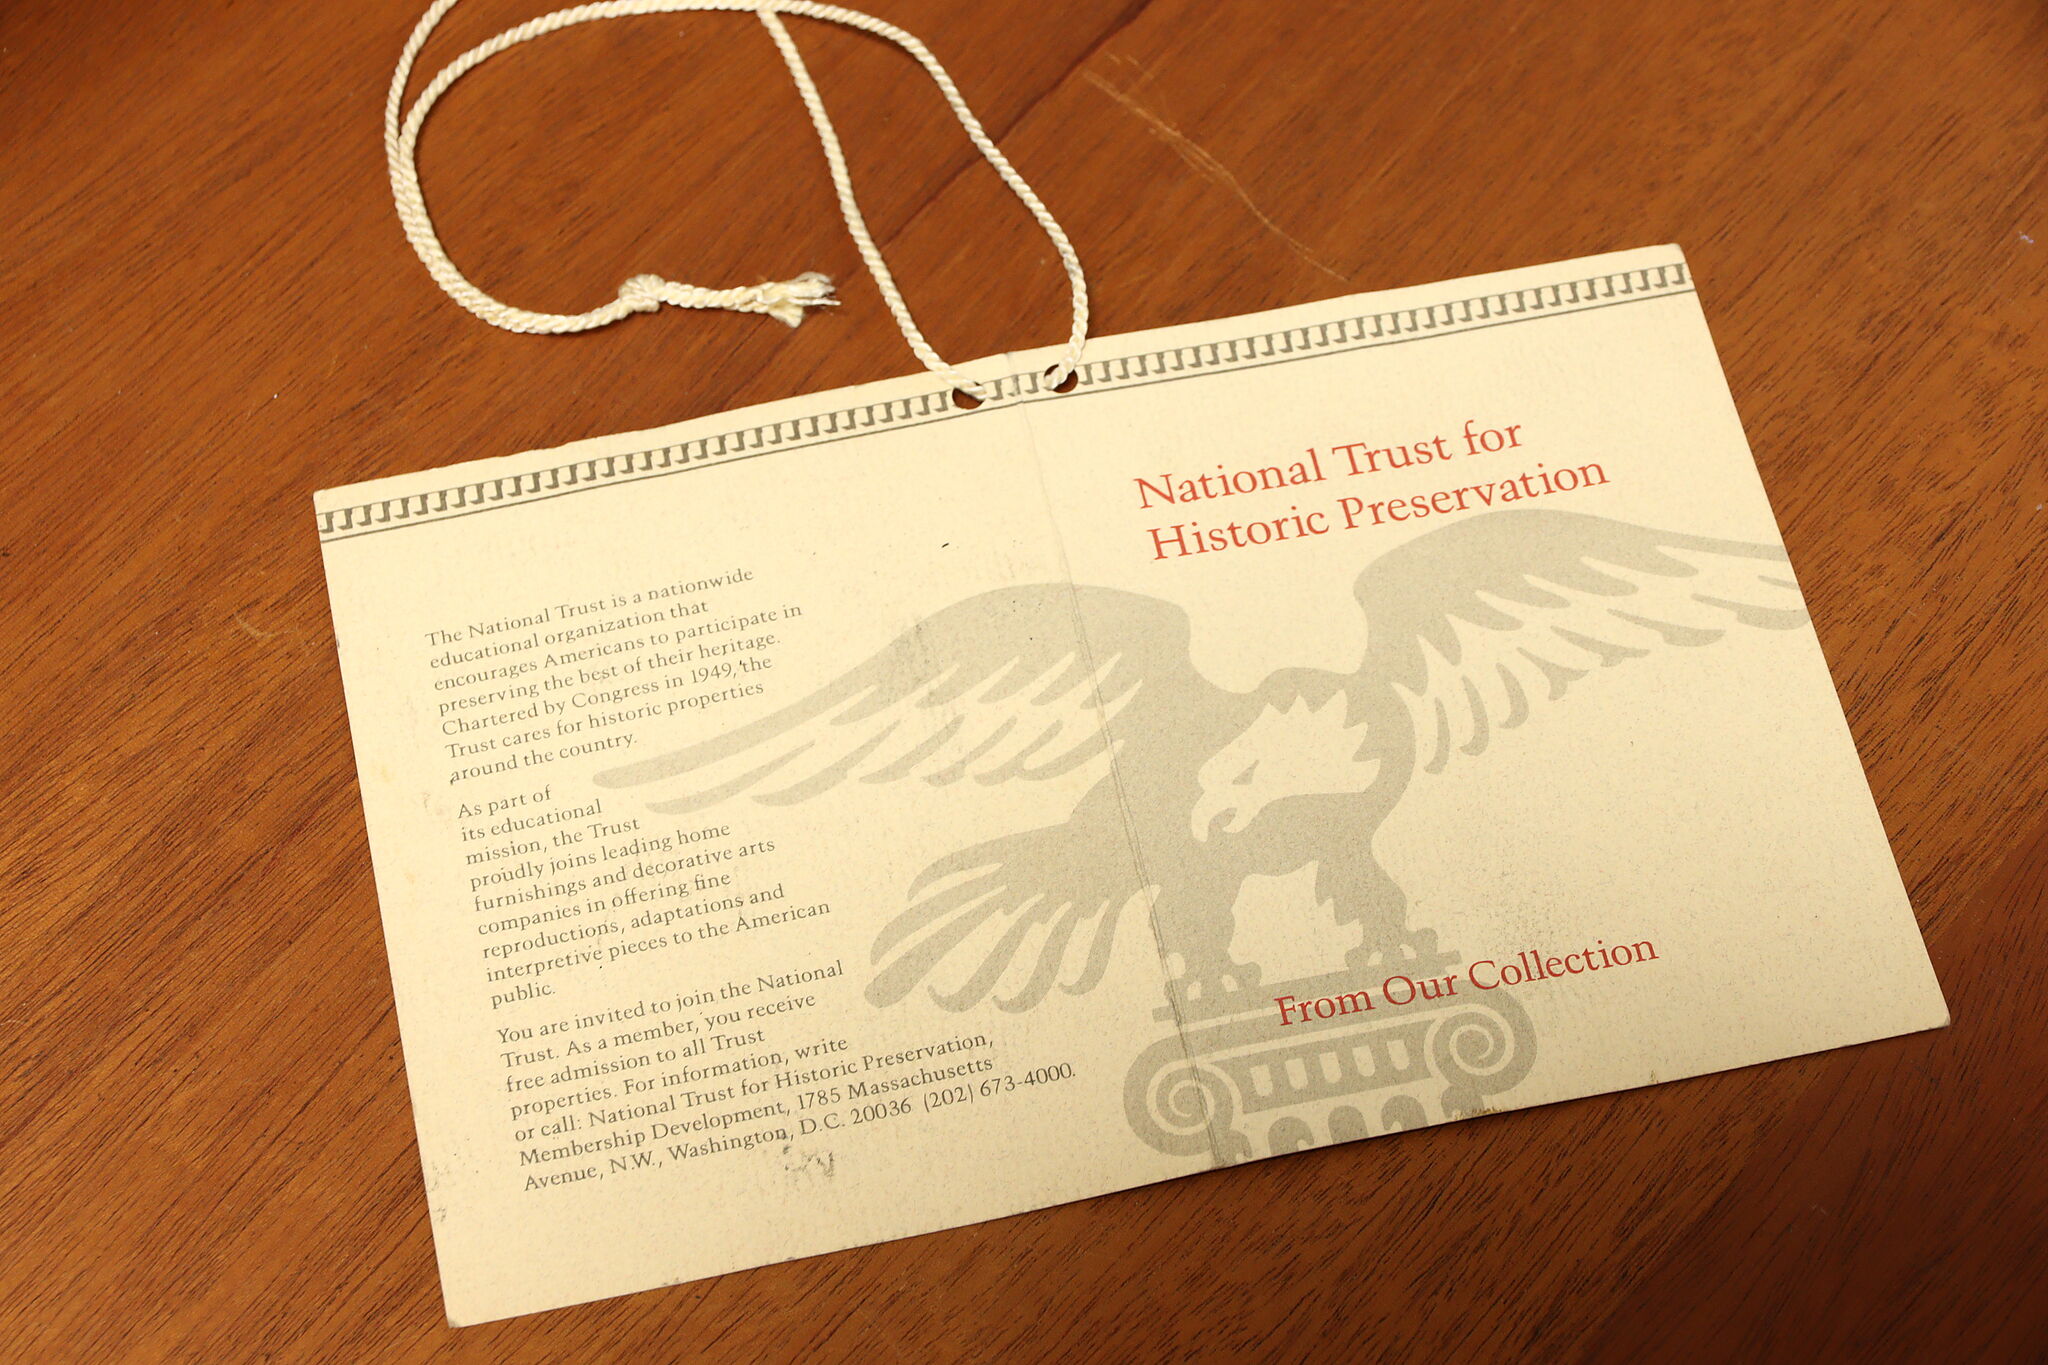 The National Trust is a nationwide
educational organization that
encourages Americans to participate in
preserving the best of their heritage.
Chartered by Congress in 1949, the
Trust cares for historic properties
around the country.
As part of
its educational
mission, the Trust
proudly joins leading home
furnishings and decorative arts
companies in offering fine
reproductions, adaptations and
interpretive pieces to the American
public.
You are invited to join the National
Trust. As a member, you receive
free admission to all Trust
properties. For information, write
or call: National Trust for Historic Preservation,
Membership Development, 1785 Massachusetts
Avenue, N.W., Washington, D.C. 20036 (202) 673-4000.
National Trust for
Historic Preservation
From Our Collection